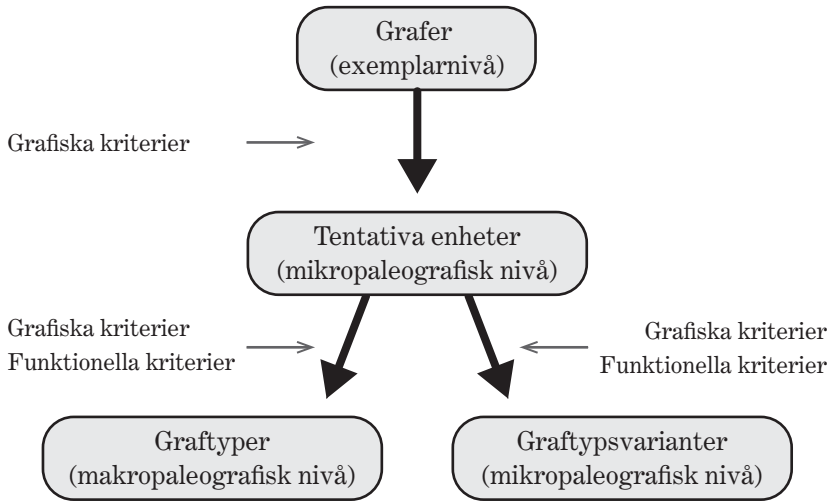 Grafer
(exemplarnivå)
Grafiska kriterier
Tentativa enheter
(mikropaleografisk nivå)
Grafiska kriterier
Funktionella kriterier
Grafiska kriterier
Funktionella kriterier
Graftyper
(makropaleografisk nivå)
Graftypsvarianter
(mikropaleografisk nivå)